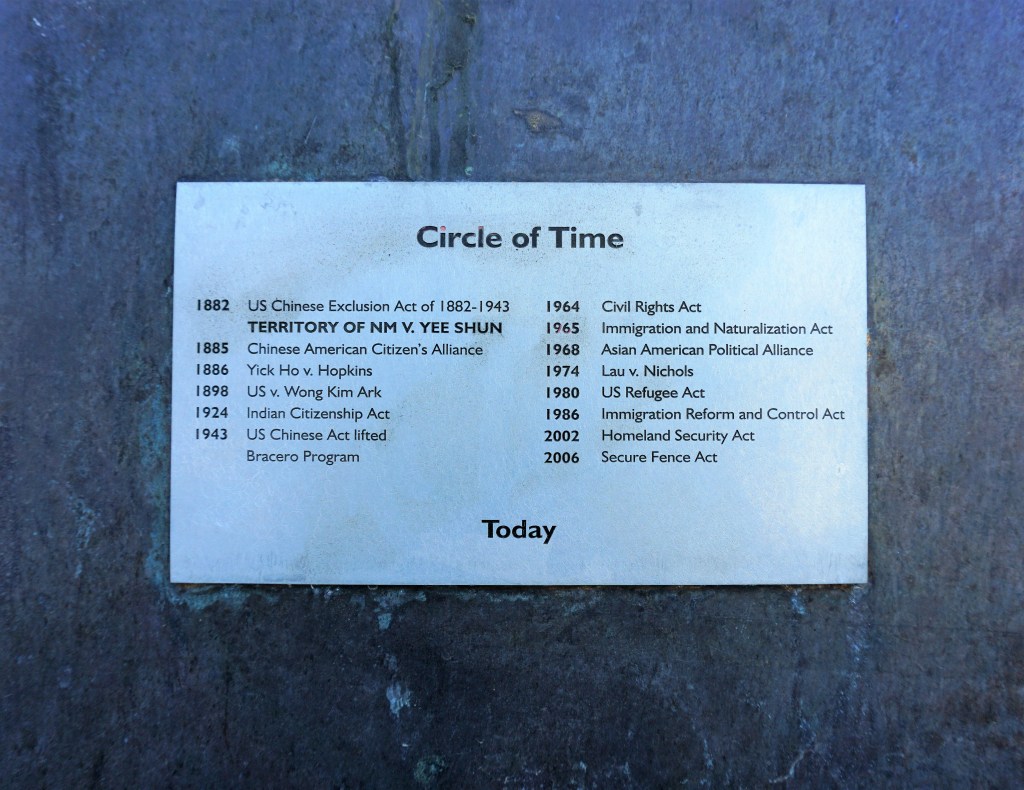 Circle of Time
1882 US Chinese Exclusion Act of 1882-1943
TERRITORY OF NM V. YEE SHUN
1885 Chinese American Citizen's Alliance
1886 Yick Ho v. Hopkins
1898 US v. Wong Kim Ark
1924 Indian Citizenship Act
1943 US Chinese Act lifted
Bracero Program
1964 Civil Rights Act
1965 Immigration and Naturalization Act
1968 Asian American Political Alliance
1974 Lau v. Nichols
1980 US Refugee Act
1986 Immigration Reform and Control Act
2002 Homeland Security Act
2006 Secure Fence Act
Today